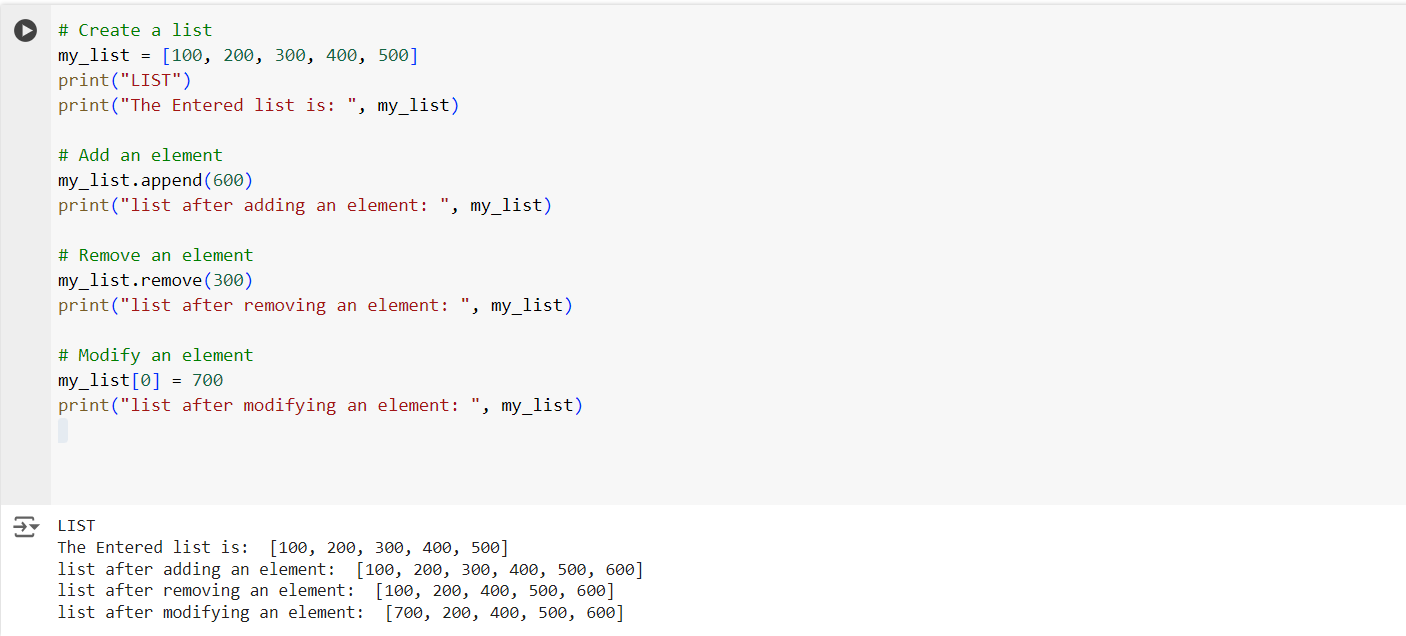 # Create a list
my_list = [100, 200, 300, 400, 500]
print("LIST")
print("The Entered list is: ", my_list)
# Add an element
my_list.append(600)
print("list after adding an element: ", my_list)
# Remove an element
my_list.remove(300)
print("list after removing an element: ", my_list)
# Modify an element
my_list[0] = 700
print("list after modifying an element: ", my_list)
LIST
The Entered list is:  [100, 200, 300, 400, 500]
list after adding an element:  [100, 200, 300, 400, 500, 600]
list after removing an element:  [100, 200, 400, 500, 600]
list after modifying an element:  [700, 200, 400, 500, 600]